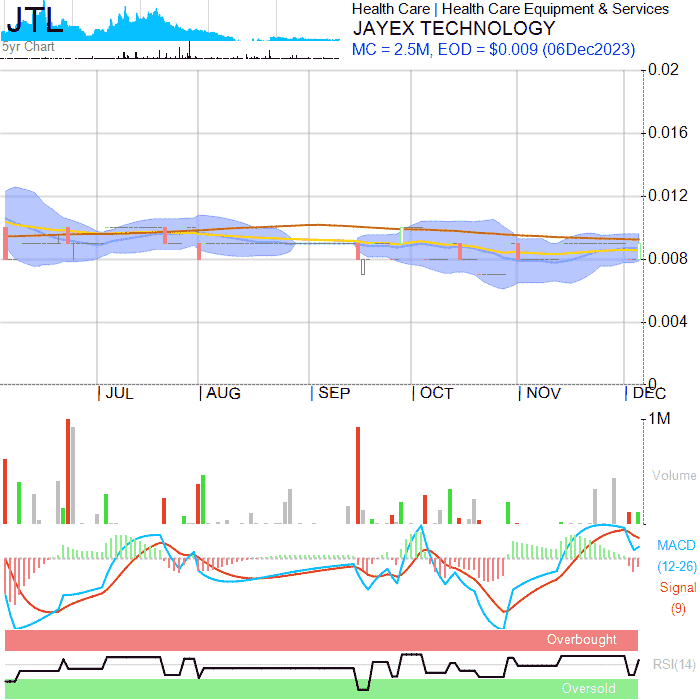 JTL
5yr Chart
Health Care | Health Care Equipment & Services
JAYEX TECHNOLOGY
MC = 2.5M, EOD = $0.009 (06Dec2023)
0.02
0.016
0.012
0.008
0.004
0
JUL AUG SEP OCT NOV DEC
1M
Volume
MACD
(12-26)
Signal
(9)
Overbought
RSI(14)
Oversold